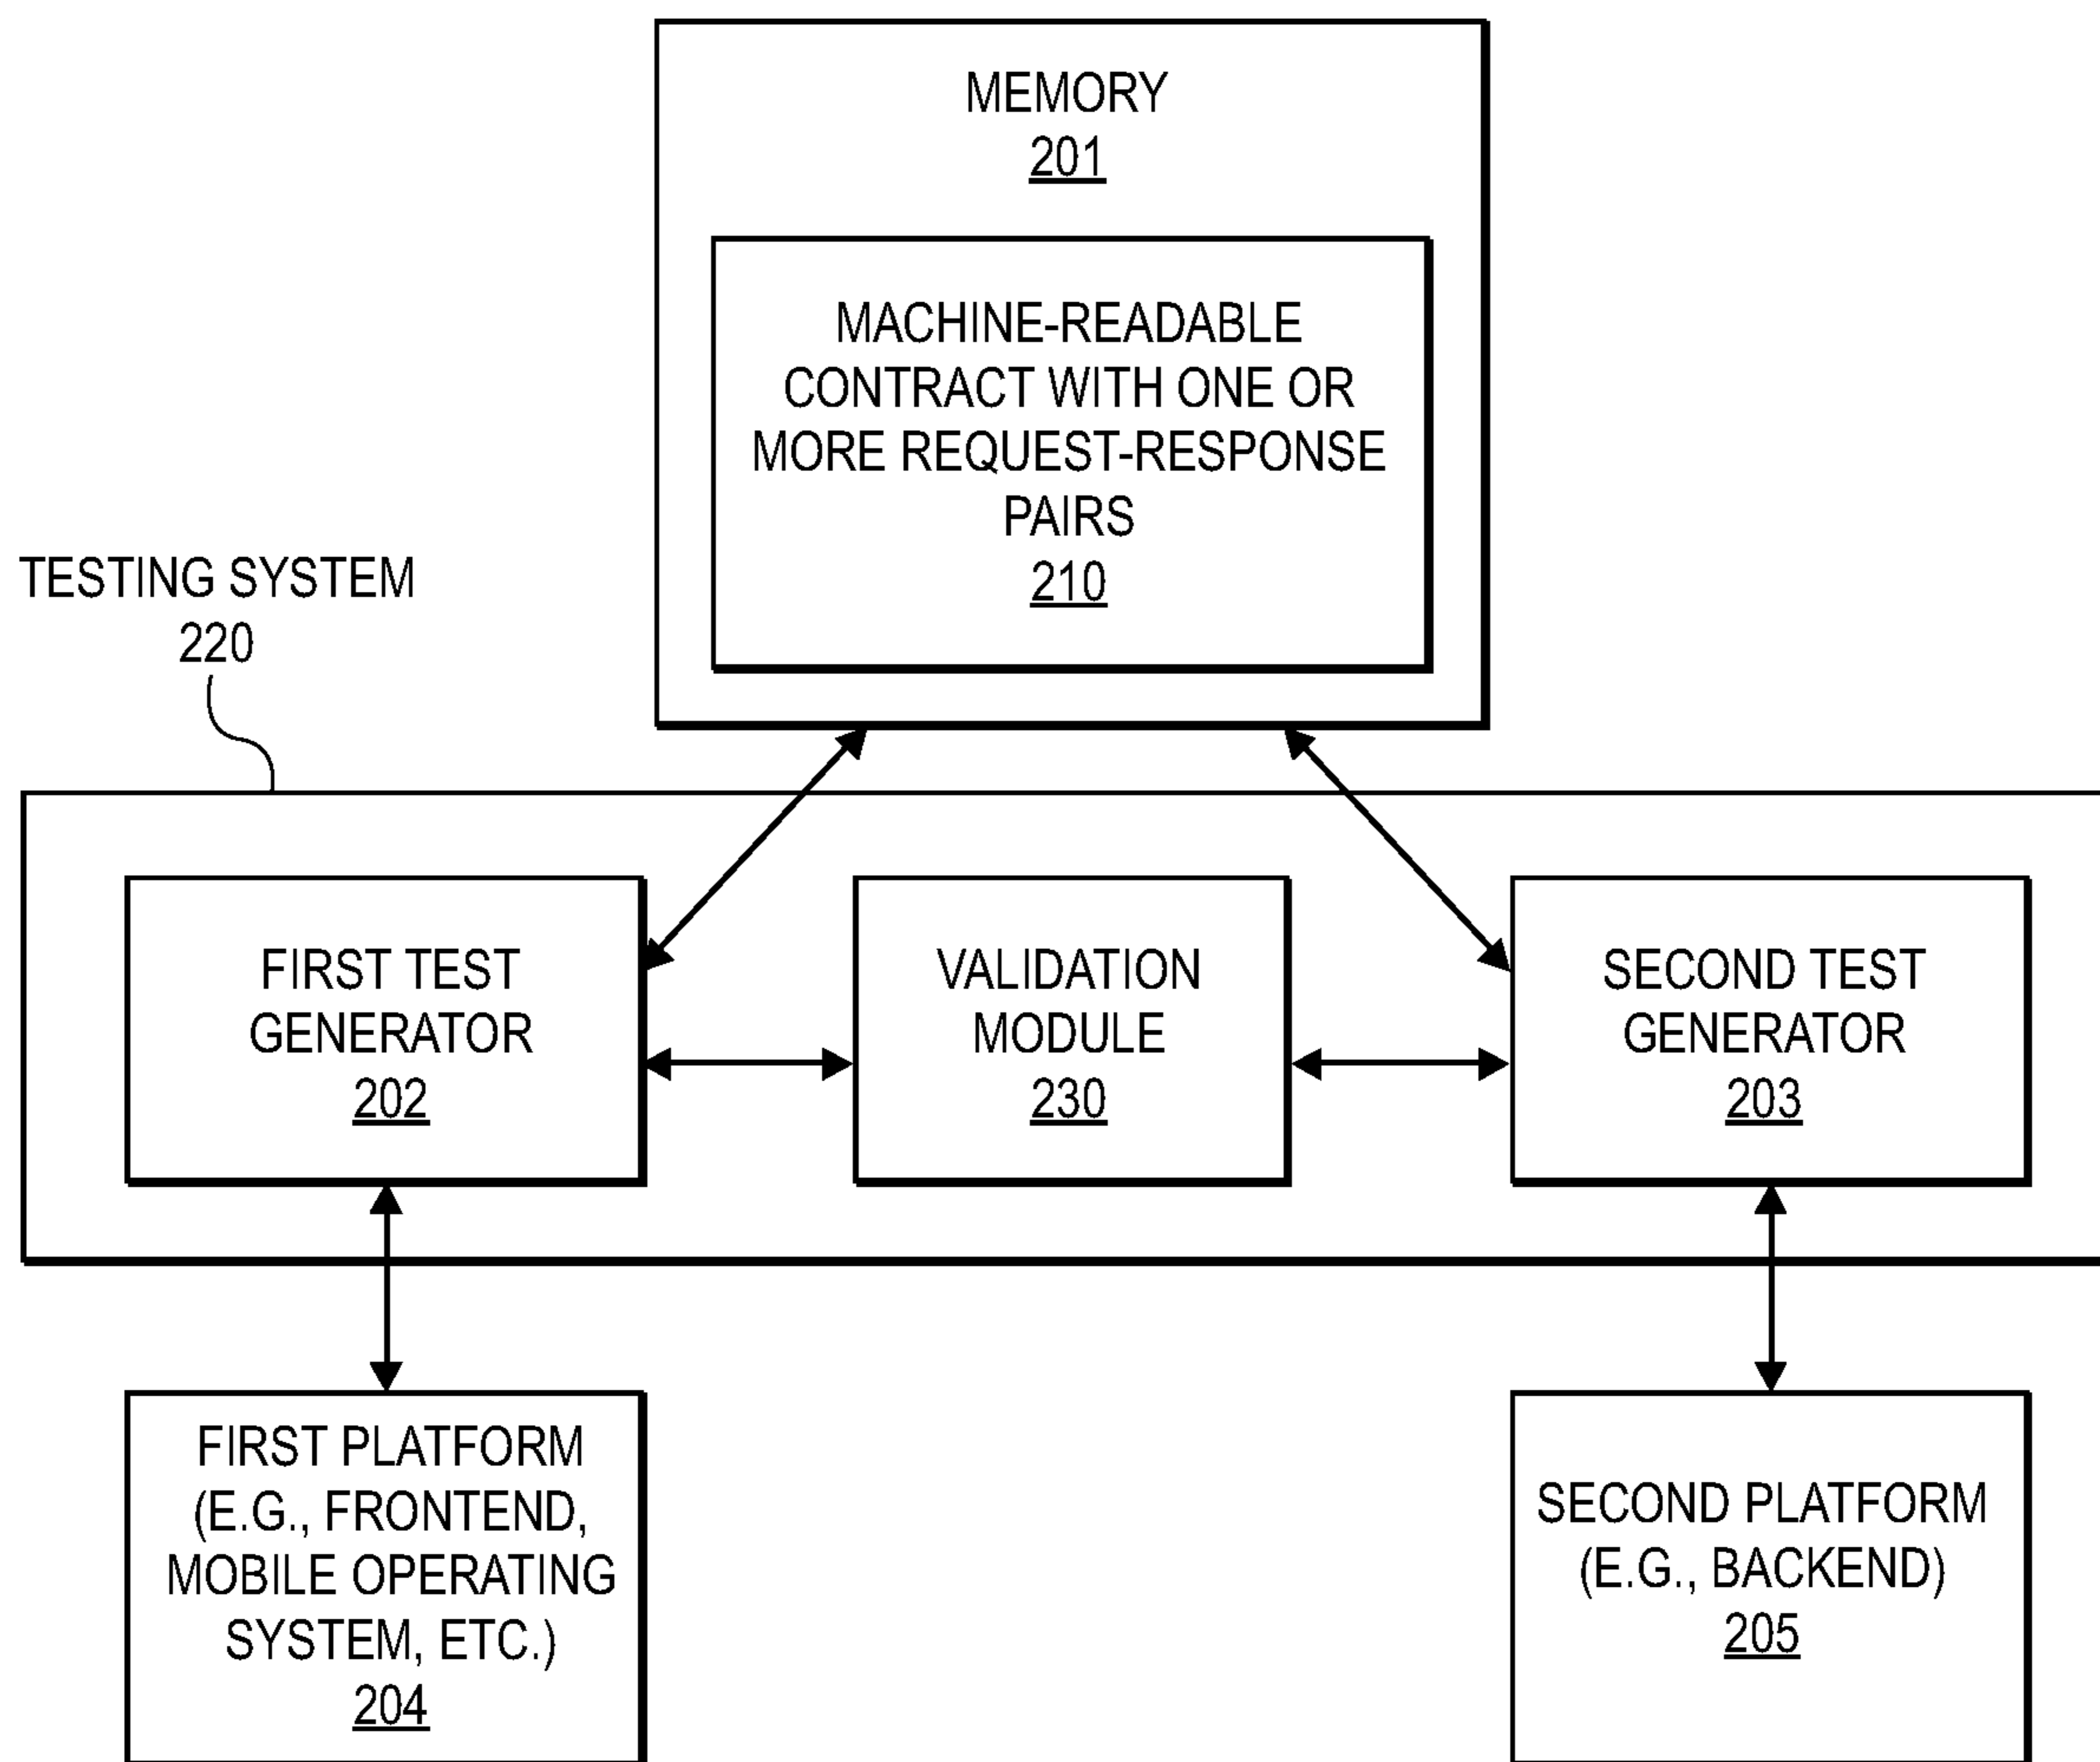 MEMORY
201
MACHINE-READABLE
CONTRACT WITH ONE OR
MORE REQUEST-RESPONSE
PAIRS
210
TESTING SYSTEM
220
FIRST TEST
GENERATOR
202
VALIDATION
MODULE
230
SECOND TEST
GENERATOR
203
FIRST PLATFORM
(E.G., FRONTEND,
MOBILE OPERATING
SYSTEM, ETC.)
204
SECOND PLATFORM
(E.G., BACKEND)
205